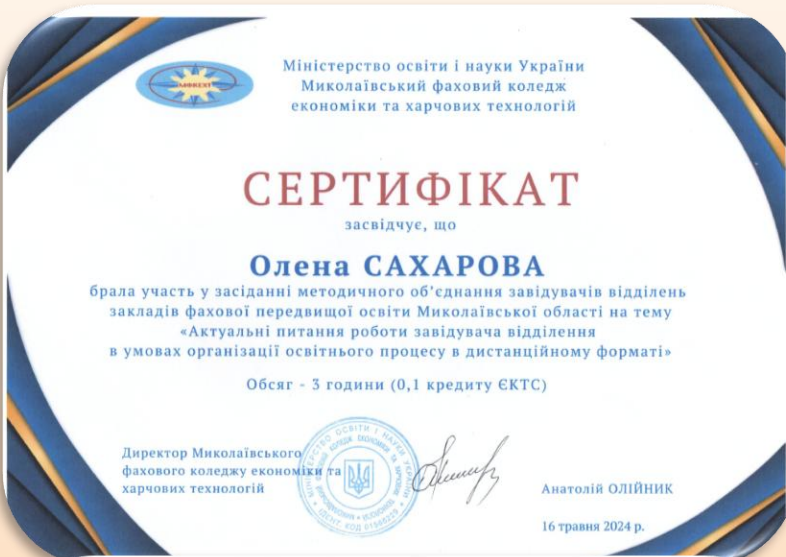 МФКЕХТ
Міністерство освіти і науки України
Миколаївський фаховий коледж
економіки та харчових технологій
СЕРТИФІКАТ
засвідчує, що
Олена САХАРОВА
брала участь у засіданні методичного об’єднання завідувачів відділень
закладів фахової передвищої освіти Миколаївської області на тему
«Актуальні питання роботи завідувача відділення
в умовах організації освітнього процесу в дистанційному форматі»
Обсяг - 3 години (0,1 кредиту ЄКТС)
Директор Миколаївського
фахового коледжу економіки та
харчових технологій
Анатолій ОЛІЙНИК
16 травня 2024 р.